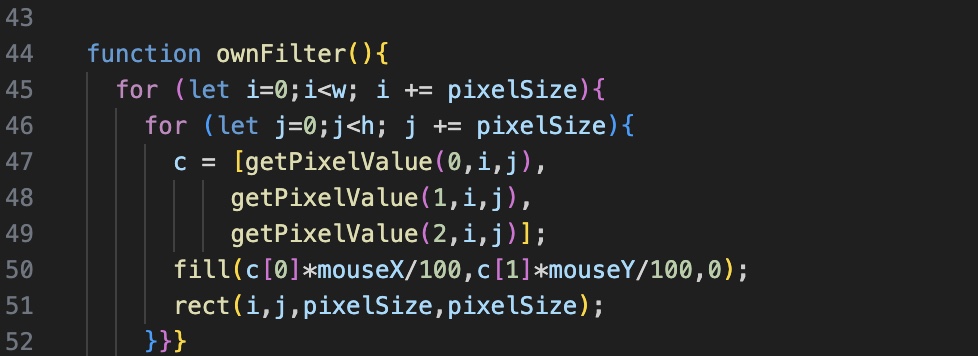 43
44 function ownFilter(){
45 for (let i=0;i<w; i += pixelSize){
46 for (let j=0;j<h; j += pixelSize){
47 c = [getPixelValue(0,i,j),
48 getPixelValue(1,i,j),
49 getPixelValue(2,i,j)];
50 fill(c[0]*mouseX/100,c[1]*mouseY/100,0);
51 rect(i,j,pixelSize,pixelSize);
52 }}}